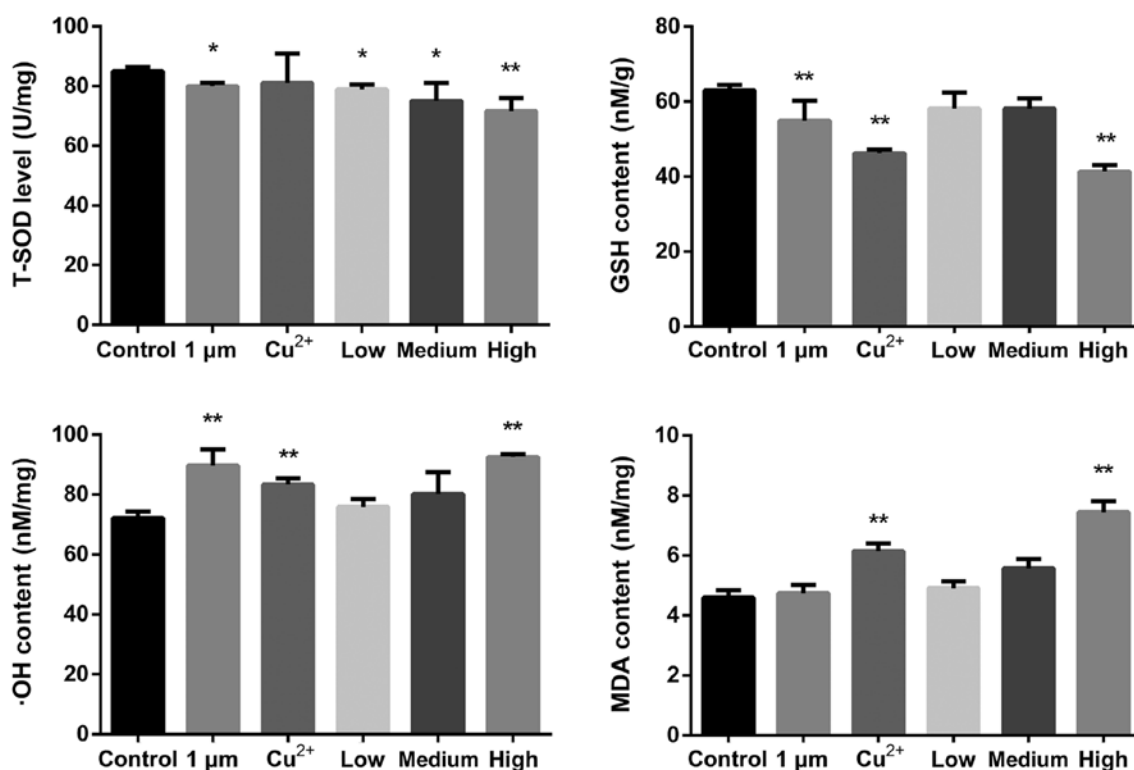 T-SOD level (U/mg)
100
80
60
40
20
0
* * * **
Control 1 µm Cu²⁺ Low Medium High
GSH content (nM/g)
80
60
40
20
0
** ** **
Control 1 µm Cu²⁺ Low Medium High
·OH content (nM/mg)
100
80
60
40
20
0
** ** **
Control 1 µm Cu²⁺ Low Medium High
MDA content (nM/mg)
10
8
6
4
2
0
** **
Control 1 µm Cu²⁺ Low Medium High